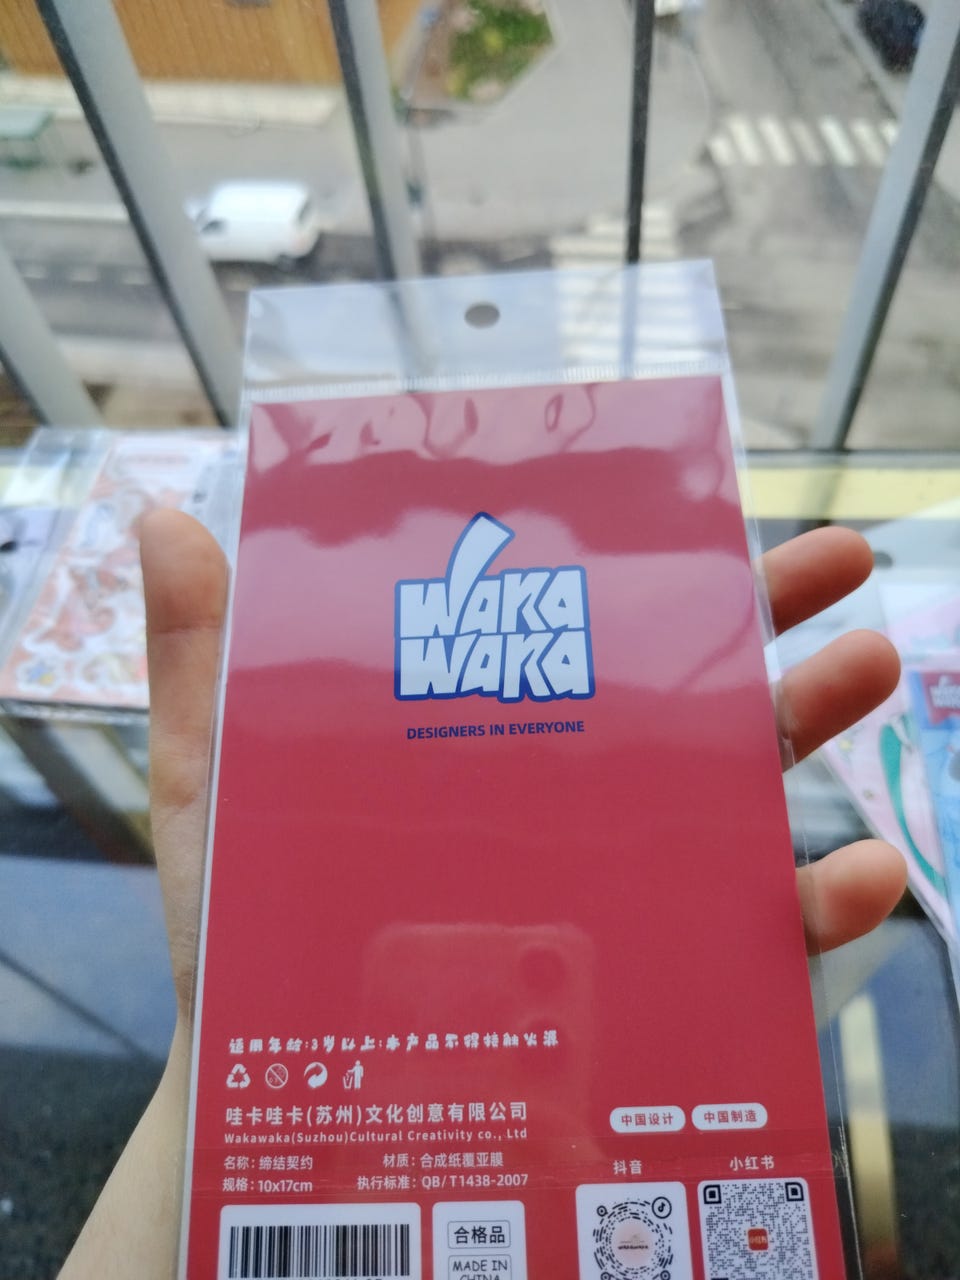 waka
waka
DESIGNERS IN EVERYONE
适用年龄:3岁以上;本产品不得接触火源
哇卡哇卡(苏州)文化创意有限公司
Wakawaka(Suzhou)Cultural Creativity co., Ltd
中国设计 中国制造
名称：缔结契约 材质：合成纸覆亚膜
规格：10x17cm 执行标准：QB/T1438-2007
抖音 小红书
合格品
MADE IN
CHINA
小红书